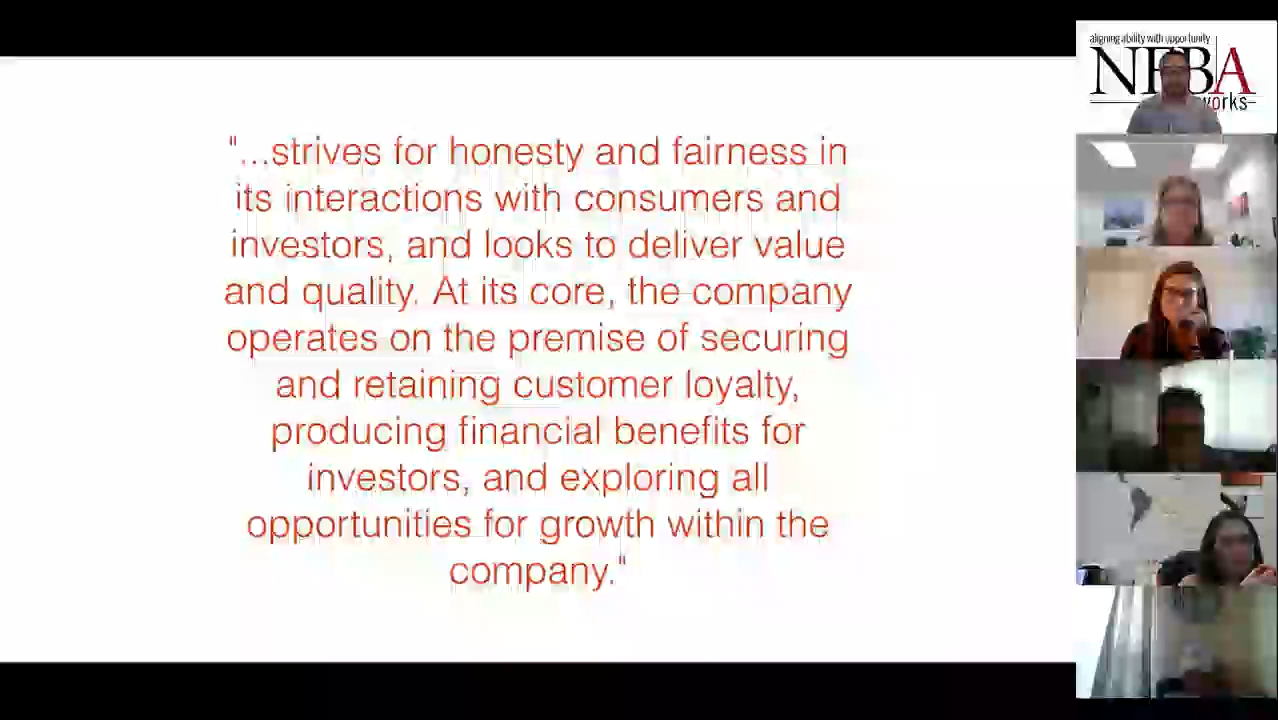 "...strives for honesty and fairness in
its interactions with consumers and
investors, and looks to deliver value
and quality. At its core, the company
operates on the premise of securing
and retaining customer loyalty,
producing financial benefits for
investors, and exploring all
opportunities for growth within the
company."
aligning ability with opportunity